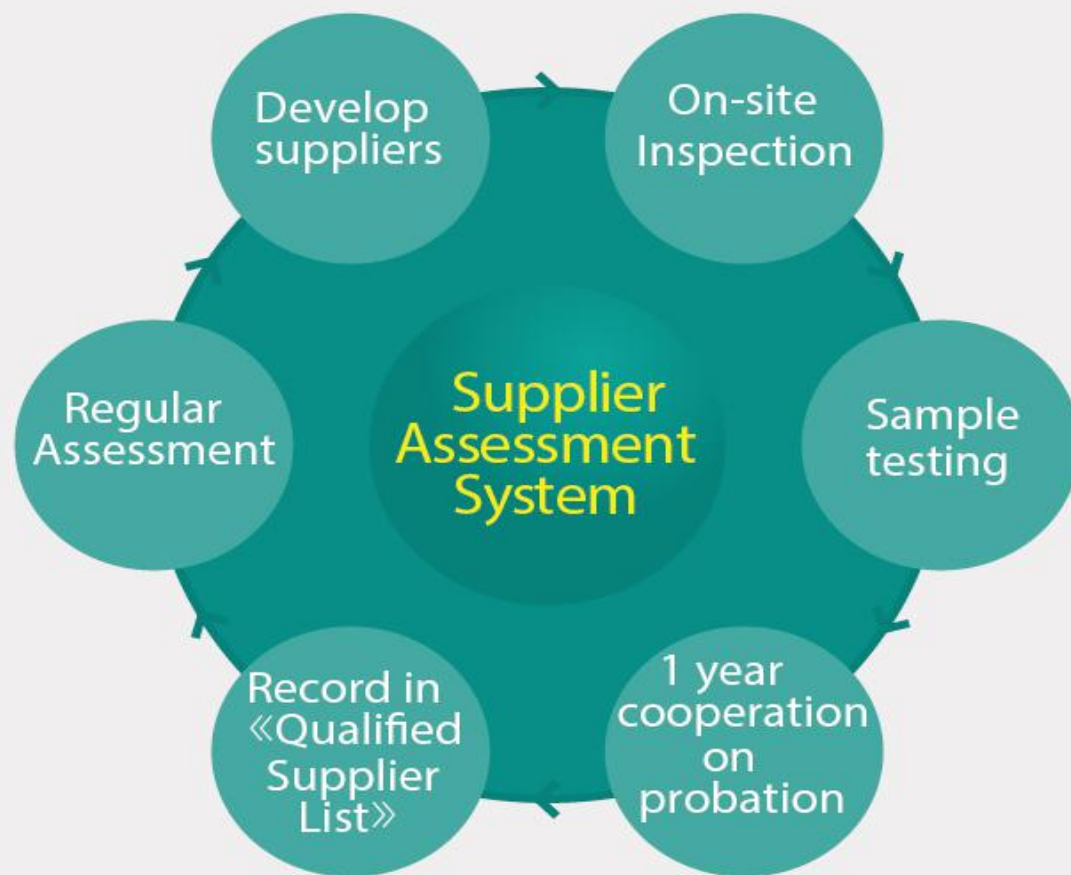 Develop
suppliers
On-site
Inspection
Sample
testing
1 year
cooperation
on
probation
Record in
«Qualified
Supplier
List»
Regular
Assessment
Supplier
Assessment
System